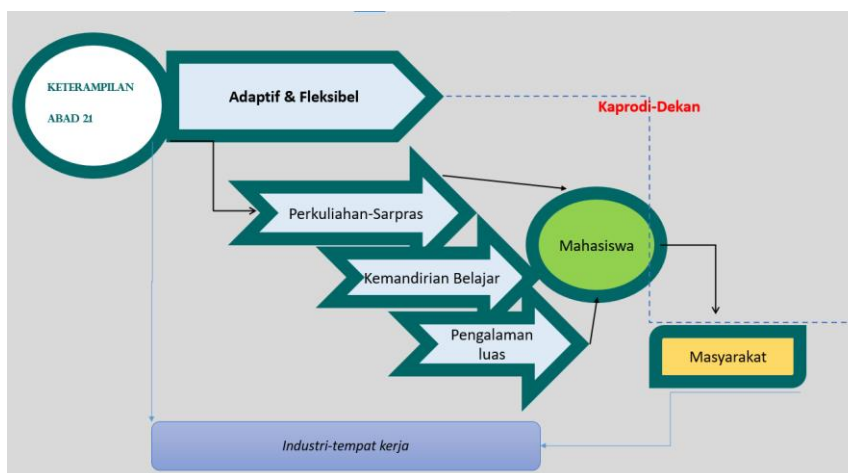 KETERAMPILAN
ABAD 21
Adaptif & Fleksibel
Kaprodi-Dekan
Perkuliahan-Sarpras
Mahasiswa
Kemandirian Belajar
Pengalaman
luas
Masyarakat
Industri-tempat kerja